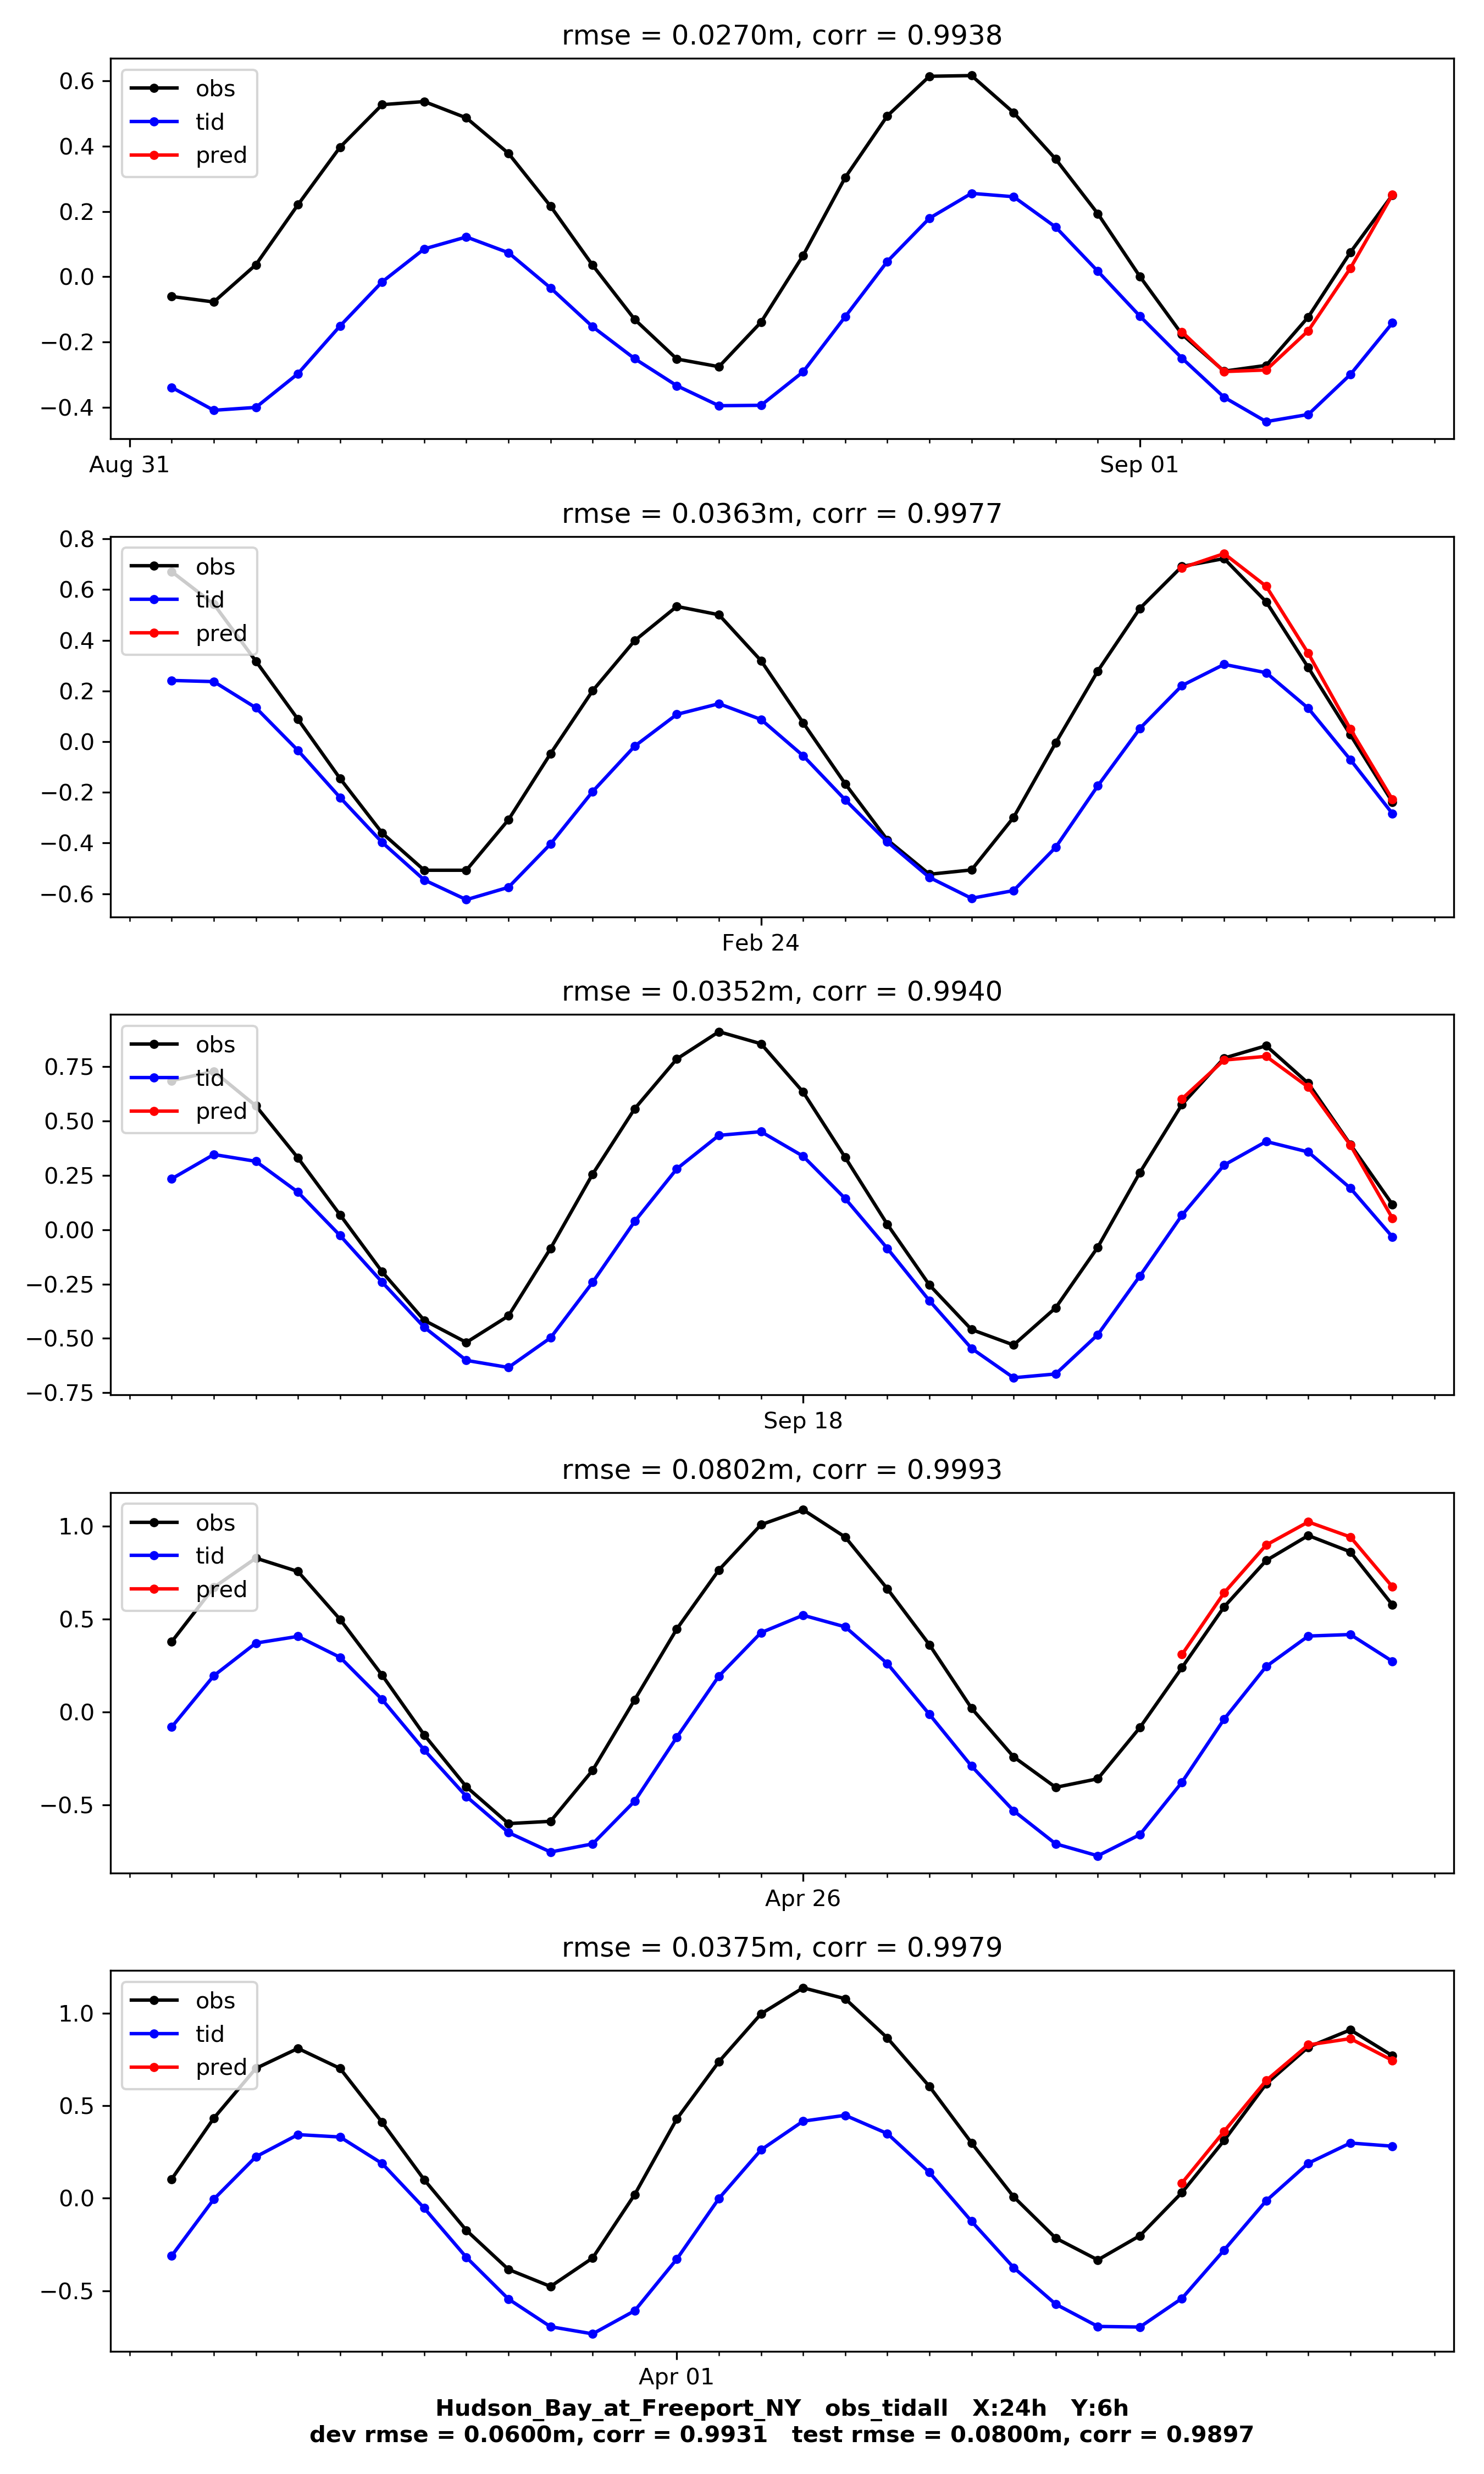 rmse = 0.0270m, corr = 0.9938
obs
tid
pred
0.6
0.4
0.2
0.0
−0.2
−0.4
Aug 31 Sep 01
rmse = 0.0363m, corr = 0.9977
obs
tid
pred
0.8
0.6
0.4
0.2
0.0
−0.2
−0.4
−0.6
Feb 24
rmse = 0.0352m, corr = 0.9940
obs
tid
pred
0.75
0.50
0.25
0.00
−0.25
−0.50
−0.75
Sep 18
rmse = 0.0802m, corr = 0.9993
obs
tid
pred
1.0
0.5
0.0
−0.5
Apr 26
rmse = 0.0375m, corr = 0.9979
obs
tid
pred
1.0
0.5
0.0
−0.5
Apr 01
Hudson_Bay_at_Freeport_NY obs_tidall X:24h Y:6h
dev rmse = 0.0600m, corr = 0.9931 test rmse = 0.0800m, corr = 0.9897